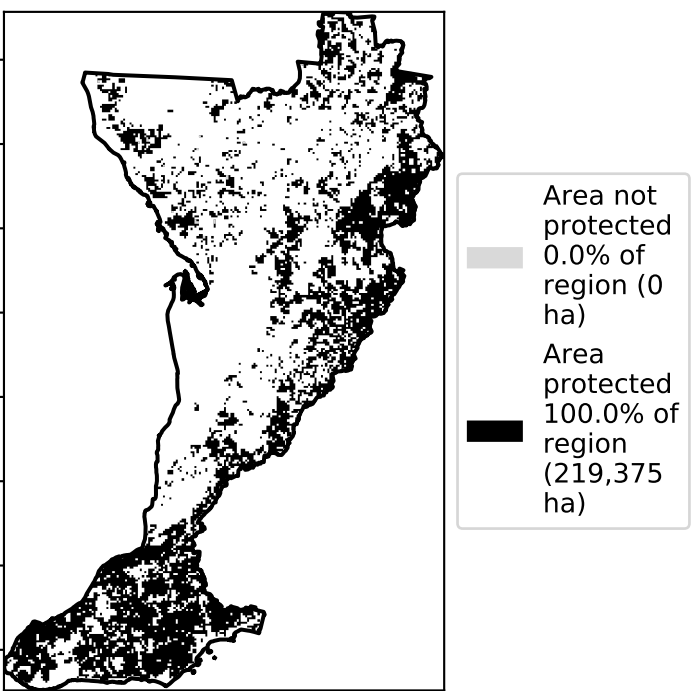 Area not
protected
0.0% of
region (0
ha)
Area
protected
100.0% of
region
(219,375
ha)